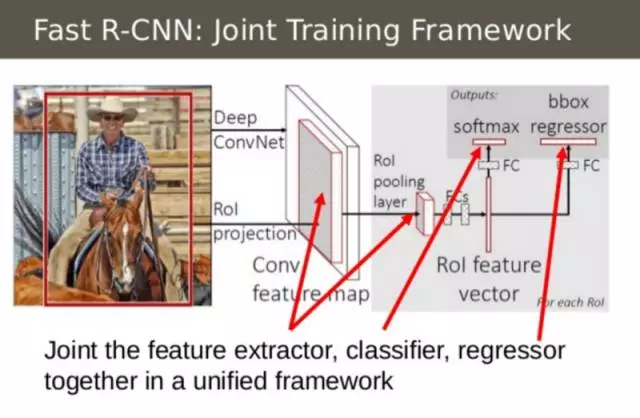 Fast R-CNN: Joint Training Framework
Deep
ConvNet
RoI
projection
Conv
feature map
RoI
pooling
layer
FCs
Outputs:
softmax
bbox
regressor
FC
FC
RoI feature
vector
For each RoI
Joint the feature extractor, classifier, regressor
together in a unified framework